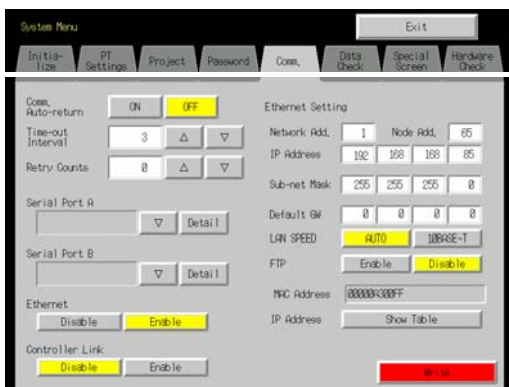 System Menu
Exit
Initia-
lize
PT
Settings
Project
Password
Comm.
Data
Check
Special
Screen
Hardware
Check
Comm.
Auto-return
ON
OFF
Time-out
Interval
3
△
▽
Retry Counts
0
△
▽
Serial Port A
▽
Detail
Serial Port B
▽
Detail
Ethernet
Disable
Enable
Controller Link
Disable
Enable
Ethernet Setting
Network Add.
1
Node Add.
65
IP Address
192
168
168
85
Sub-net Mask
255
255
255
0
Default GW
0
0
0
0
LAN SPEED
AUTO
10BASE-T
FTP
Enable
Disable
MAC Address
IP Address
Show Table
Write